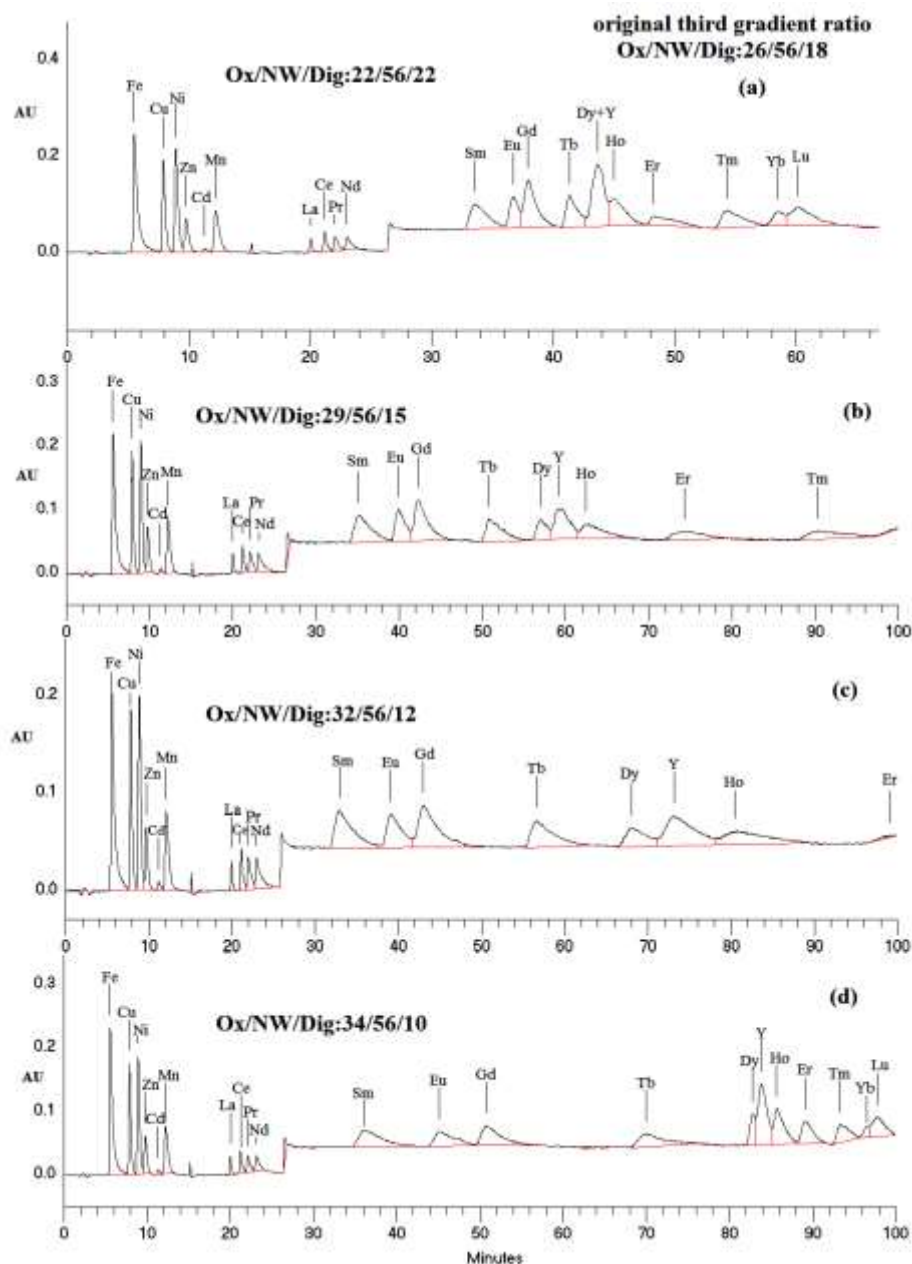 original third gradient ratio
Ox/NW/Dig:26/56/18
(a)
Ox/NW/Dig:22/56/22
AU
0.4
0.2
0.0
Fe
Cu
Ni
Zn
Cd
Mn
La
Ce
Pr
Nd
Sm
Eu
Gd
Tb
Dy+Y
Ho
Er
Tm
Yb
Lu
0 10 20 30 40 50 60
(b)
Ox/NW/Dig:29/56/15
AU
0.3
0.2
0.1
0.0
Fe
Cu
Ni
Zn
Cd
Mn
La
Ce
Pr
Nd
Sm
Eu
Gd
Tb
Dy
Y
Ho
Er
Tm
0 10 20 30 40 50 60 70 80 90 100
(c)
Ox/NW/Dig:32/56/12
AU
0.2
0.1
0.0
Fe
Cu
Ni
Zn
Cd
Mn
La
Ce
Pr
Nd
Sm
Eu
Gd
Tb
Dy
Y
Ho
Er
0 10 20 30 40 50 60 70 80 90 100
(d)
Ox/NW/Dig:34/56/10
AU
0.3
0.2
0.1
0.0
Fe
Cu
Ni
Zn
Cd
Mn
La
Ce
Pr
Nd
Sm
Eu
Gd
Tb
Dy
Y
Ho
Er
Tm
Yb
Lu
0 10 20 30 40 50 60 70 80 90 100
Minutes